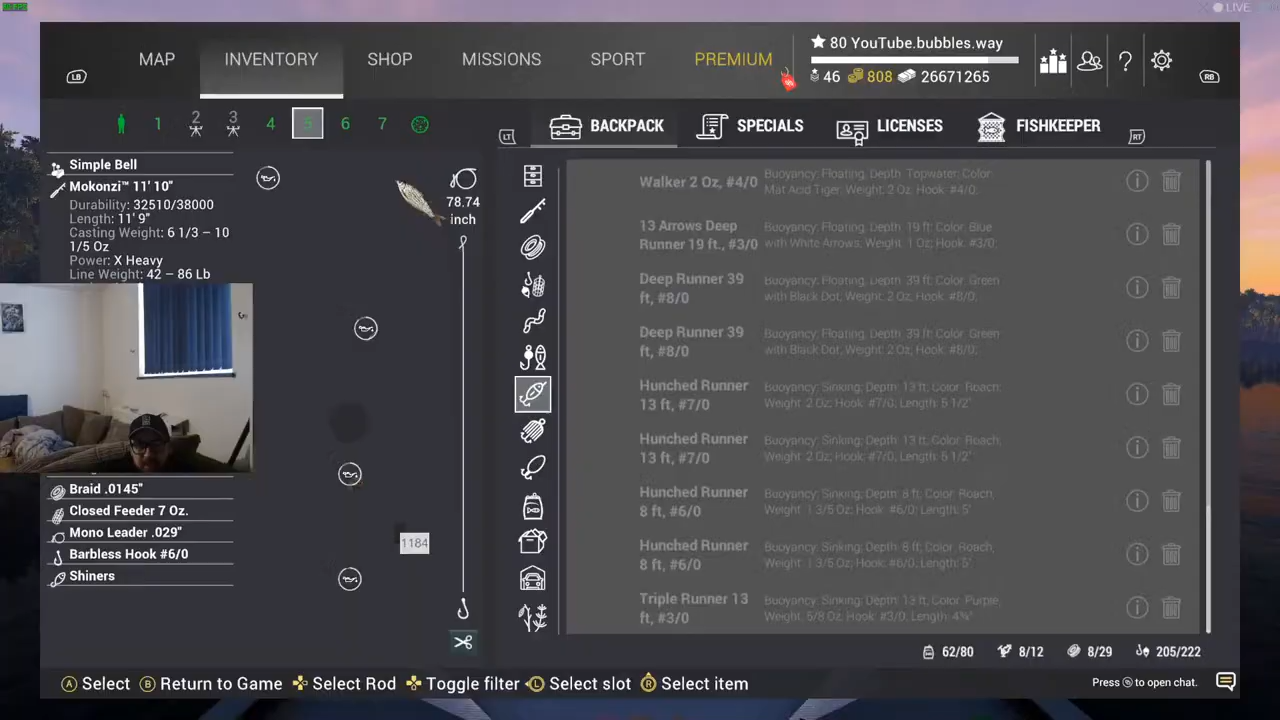 LIVE
MAP INVENTORY SHOP MISSIONS SPORT PREMIUM
80 YouTube.bubbles.way
46 808 26671265
LB
RB
1 2 3 4 5 6 7
LT BACKPACK SPECIALS LICENSES FISHKEEPER RT
Simple Bell
Mokonzi™ 11' 10"
Durability: 32510/38000
Length: 11' 9"
Casting Weight: 6 1/3 – 10
1/5 Oz
Power: X Heavy
Line Weight: 42 – 86 Lb
Braid .0145"
Closed Feeder 7 Oz.
Mono Leader .029"
Barbless Hook #6/0
Shiners
78.74
inch
1184
Walker 2 Oz, #4/0
Buoyancy: Floating, Depth: Topwater; Color:
Mat Acid Tiger; Weight: 2 Oz; Hook: #4/0;
13 Arrows Deep
Runner 19 ft., #3/0
Buoyancy: Floating, Depth: 19 ft; Color: Blue
with White Arrows; Weight: 1 Oz; Hook: #3/0;
Deep Runner 39
ft, #8/0
Buoyancy: Floating; Depth: 39 ft; Color: Green
with Black Dot; Weight: 2 Oz; Hook: #8/0;
Deep Runner 39
ft, #8/0
Buoyancy: Floating; Depth: 39 ft; Color: Green
with Black Dot; Weight: 2 Oz; Hook: #8/0;
Hunched Runner
13 ft, #7/0
Buoyancy: Sinking; Depth: 13 ft; Color: Roach;
Weight: 2 Oz; Hook: #7/0; Length: 5 1/2"
Hunched Runner
13 ft, #7/0
Buoyancy: Sinking; Depth: 13 ft; Color: Roach;
Weight: 2 Oz; Hook: #7/0; Length: 5 1/2"
Hunched Runner
8 ft, #6/0
Buoyancy: Sinking; Depth: 8 ft; Color: Roach;
Weight: 1 3/5 Oz; Hook: #6/0; Length: 5"
Hunched Runner
8 ft, #6/0
Buoyancy: Sinking; Depth: 8 ft; Color: Roach;
Weight: 1 3/5 Oz; Hook: #6/0; Length: 5"
Triple Runner 13
ft, #3/0
Buoyancy: Sinking; Depth: 13 ft; Color: Purple;
Weight: 5/8 Oz; Hook: #3/0; Length: 4¾"
62/80 8/12 8/29 205/222
A Select B Return to Game Select Rod Toggle filter L Select slot R Select item
Press to open chat.